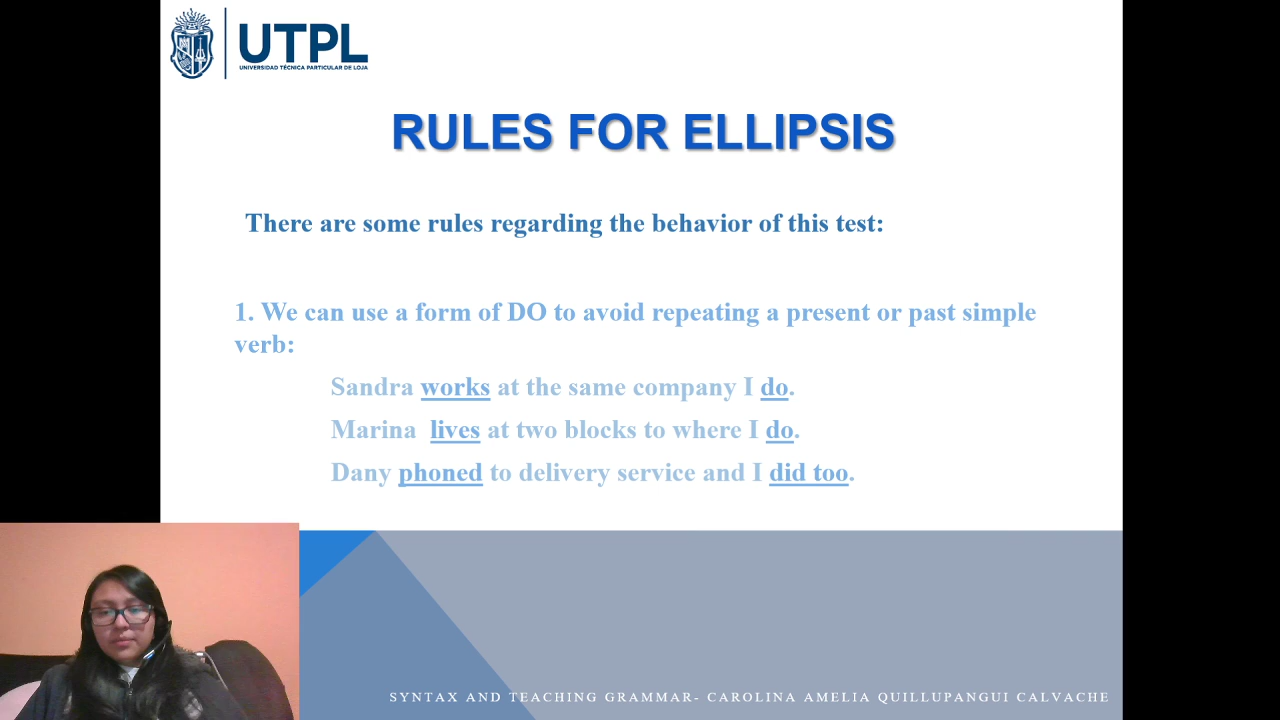 UTPL
UNIVERSIDAD TÉCNICA PARTICULAR DE LOJA
RULES FOR ELLIPSIS
There are some rules regarding the behavior of this test:
1. We can use a form of DO to avoid repeating a present or past simple
verb:
Sandra works at the same company I do.
Marina lives at two blocks to where I do.
Dany phoned to delivery service and I did too.
SYNTAX AND TEACHING GRAMMAR- CAROLINA AMELIA QUILLUPANGUI CALVACHE